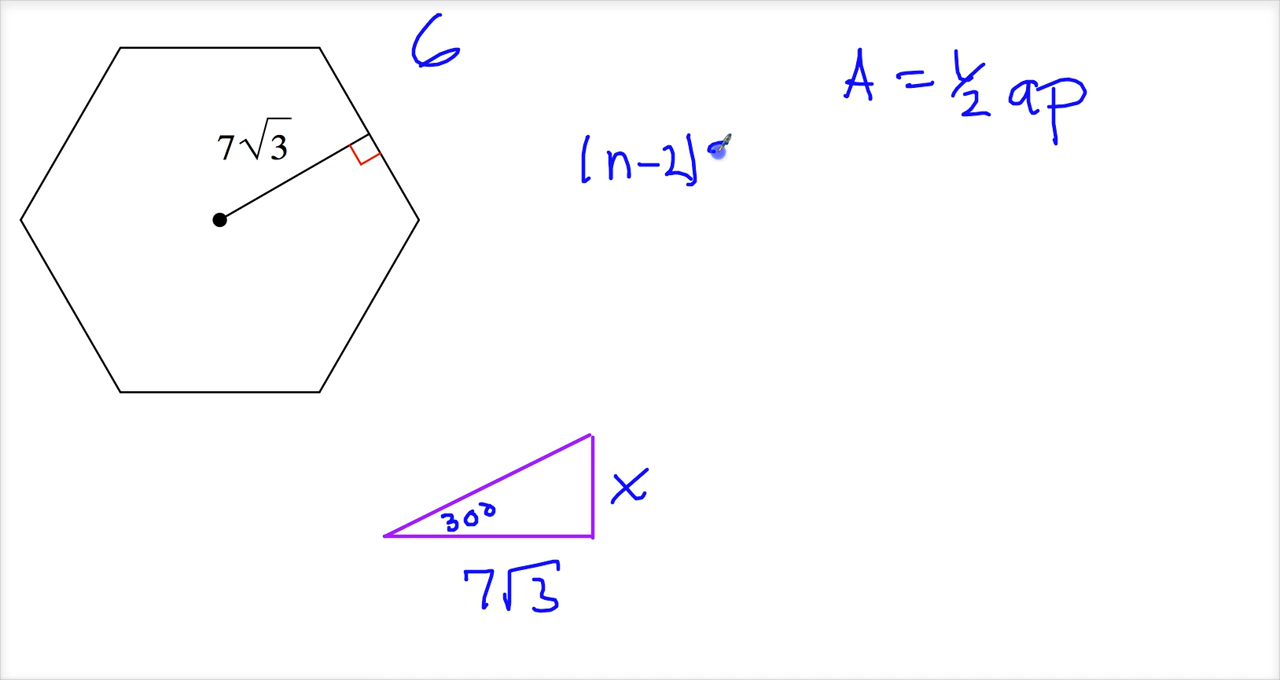 6
A = 1/2 ap
7√3
(n-2)
x
30°
7√3